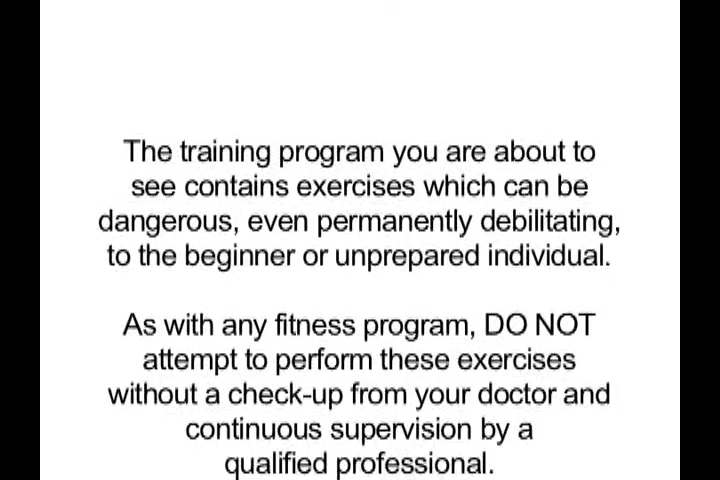 The training program you are about to
see contains exercises which can be
dangerous, even permanently debilitating,
to the beginner or unprepared individual.
As with any fitness program, DO NOT
attempt to perform these exercises
without a check-up from your doctor and
continuous supervision by a
qualified professional.